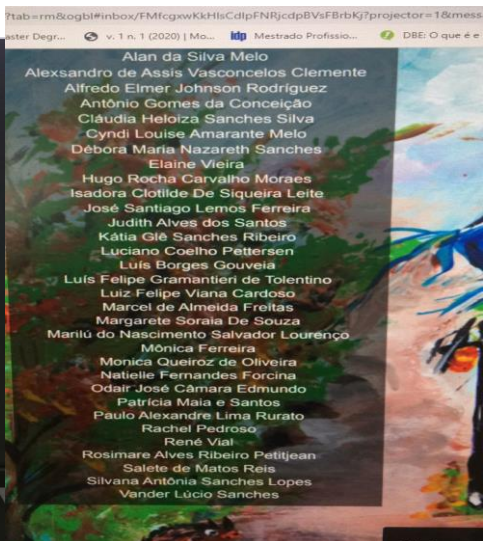 ?tab=rm&ogbl#inbox/FMfcgxwKkHlsCdlpFNRjcdpBVsFBrbKj?projector=1&mess
aster Degr... v. 1 n. 1 (2020) | Mo... idp Mestrado Profissio... DBE: O que é e
Alan da Silva Melo
Alexsandro de Assis Vasconcelos Clemente
Alfredo Elmer Johnson Rodríguez
Antônio Gomes da Conceição
Cláudia Heloiza Sanches Silva
Cyndi Louise Amarante Melo
Débora Maria Nazareth Sanches
Elaine Vieira
Hugo Rocha Carvalho Moraes
Isadora Clotilde De Siqueira Leite
José Santiago Lemos Ferreira
Judith Alves dos Santos
Kátia Glê Sanches Ribeiro
Luciano Coelho Pettersen
Luís Borges Gouveia
Luís Felipe Gramantieri de Tolentino
Luiz Felipe Viana Cardoso
Marcel de Almeida Freitas
Margarete Soraia De Souza
Marilú do Nascimento Salvador Lourenço
Mônica Ferreira
Monica Queiroz de Oliveira
Natielle Fernandes Forcina
Odair José Câmara Edmundo
Patrícia Maia e Santos
Paulo Alexandre Lima Rurato
Rachel Pedroso
René Vial
Rosimare Alves Ribeiro Petitjean
Salete de Matos Reis
Silvana Antônia Sanches Lopes
Vander Lúcio Sanches